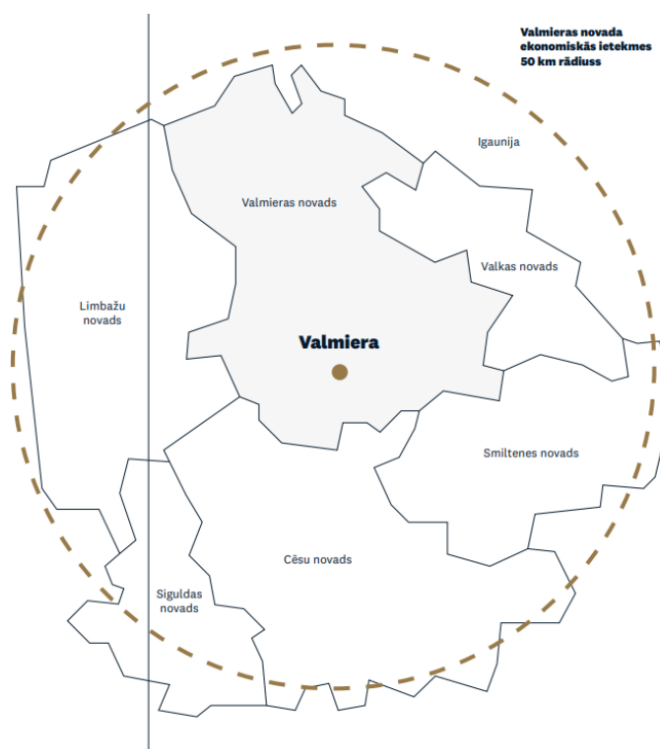 Valmieras novada
ekonomiskās ietekmes
50 km rādiuss
Igaunija
Valmieras novads
Valkas novads
Limbažu
novads
Valmiera
Smiltenes novads
Cēsu novads
Siguldas
novads